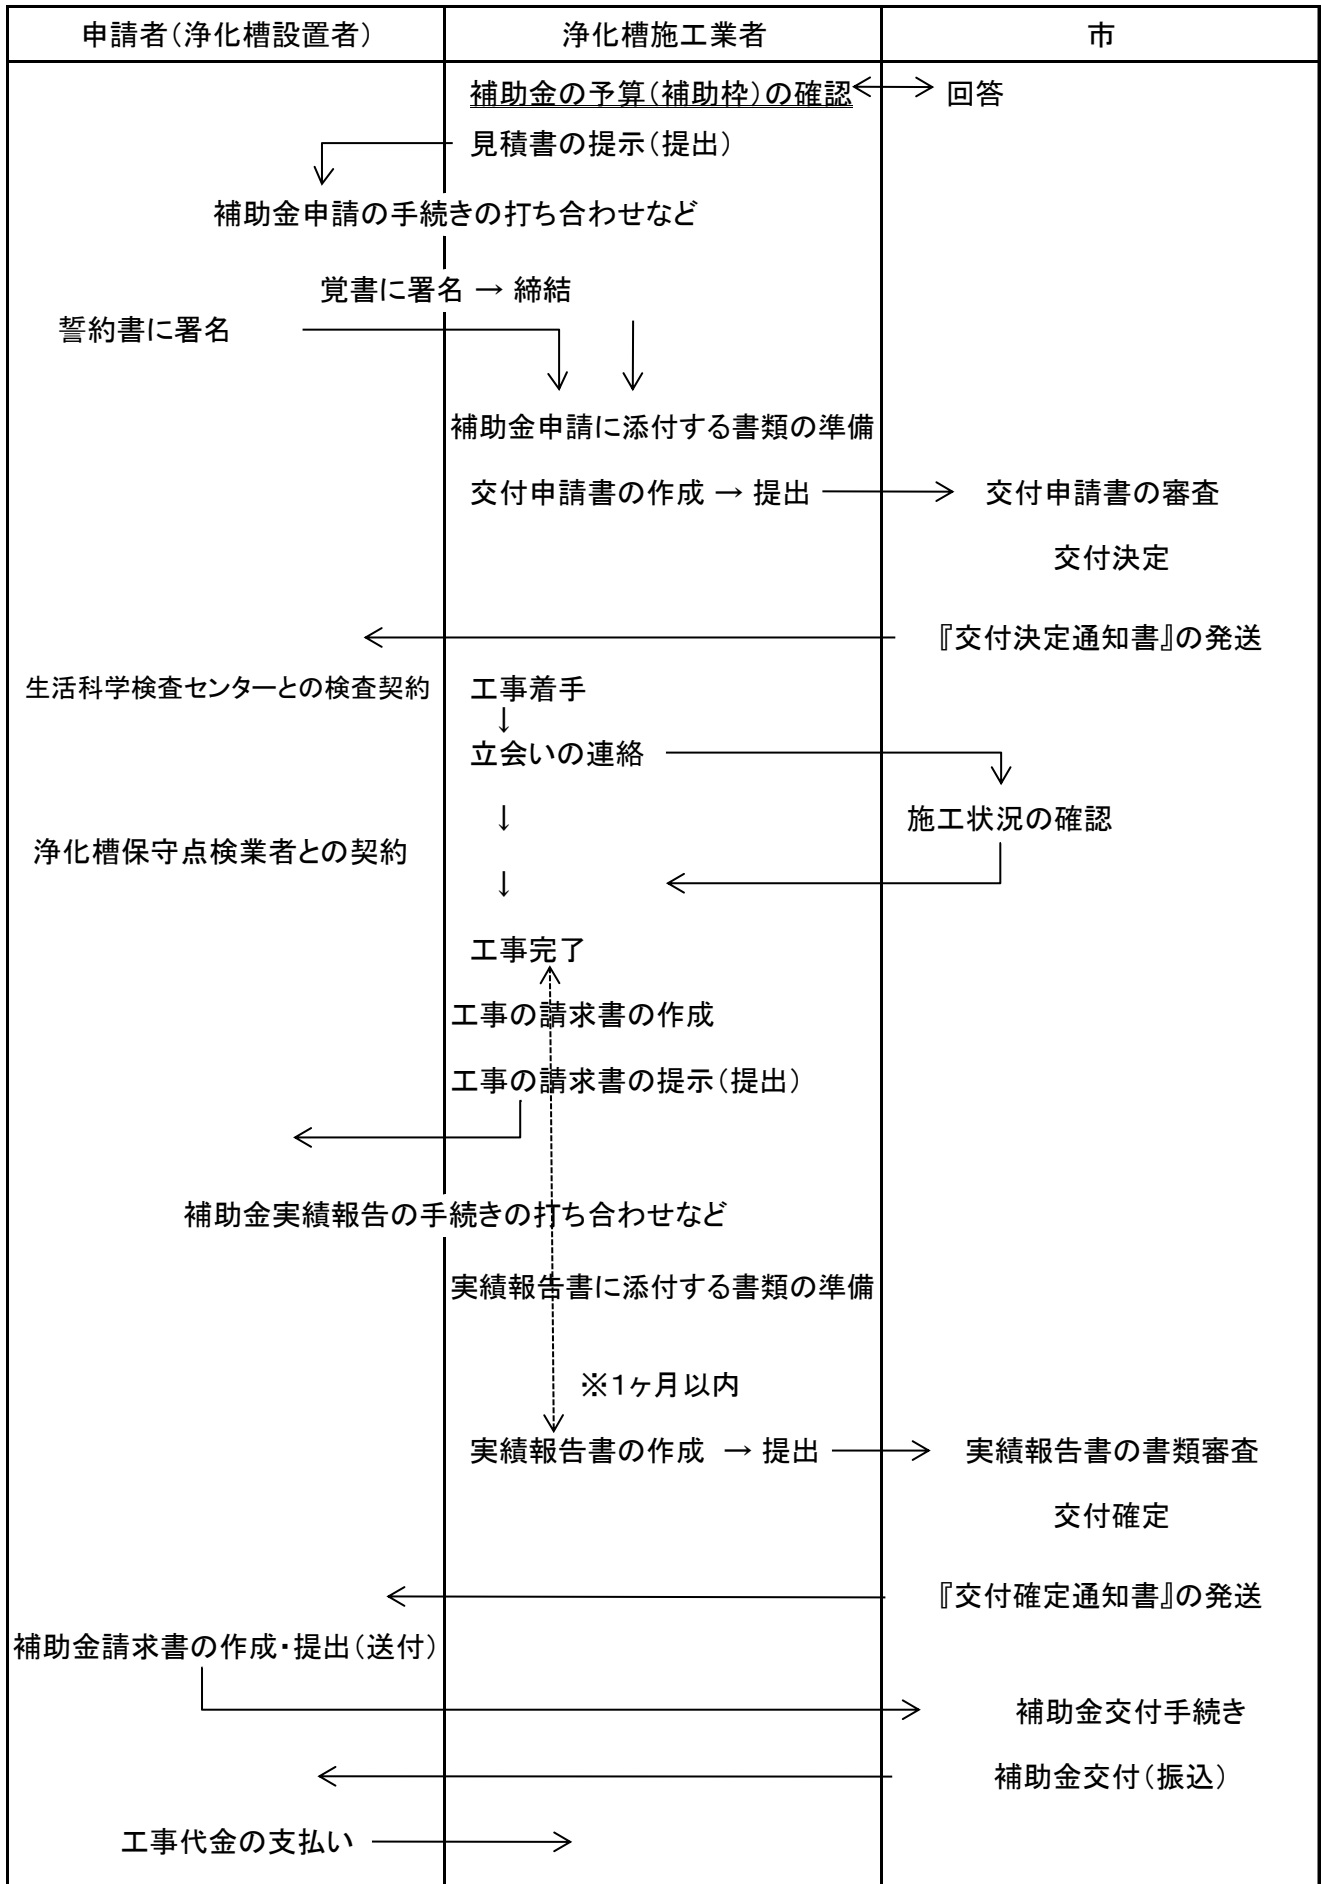 申請者（浄化槽設置者） 浄化槽施工業者 市
補助金の予算（補助枠）の確認 回答
見積書の提示（提出）
補助金申請の手続きの打ち合わせなど
覚書に署名 → 締結
誓約書に署名
補助金申請に添付する書類の準備
交付申請書の作成 → 提出 交付申請書の審査
交付決定
『交付決定通知書』の発送
生活科学検査センターとの検査契約 工事着手
↓
立会いの連絡
↓ 施工状況の確認
浄化槽保守点検業者との契約
↓
工事完了
工事の請求書の作成
工事の請求書の提示（提出）
補助金実績報告の手続きの打ち合わせなど
実績報告書に添付する書類の準備
※1ヶ月以内
実績報告書の作成 → 提出 実績報告書の書類審査
交付確定
『交付確定通知書』の発送
補助金請求書の作成・提出（送付）
補助金交付手続き
補助金交付（振込）
工事代金の支払い